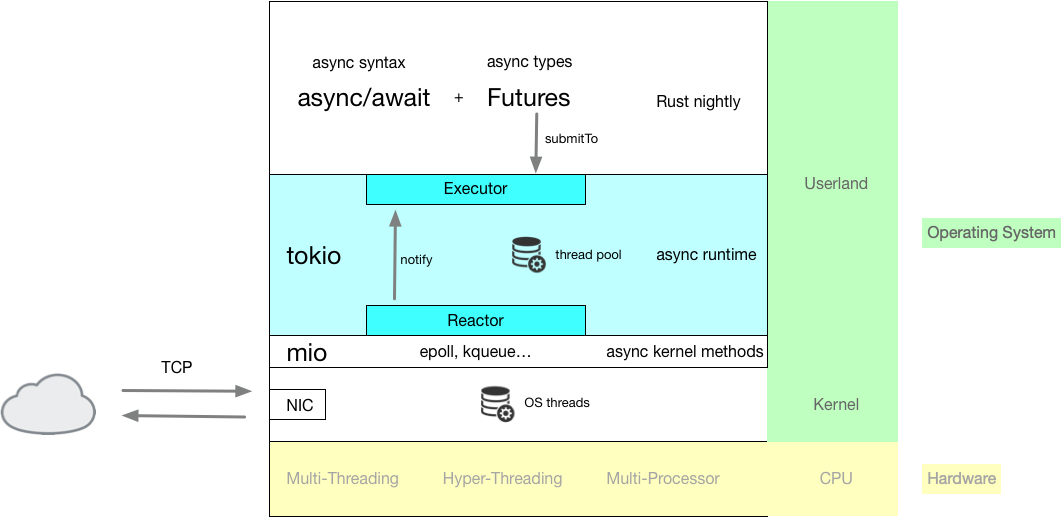 async syntax
async types
async/await + Futures
Rust nightly
submitTo
Executor
Userland
Operating System
tokio
notify
thread pool
async runtime
Reactor
mio
epoll, kqueue…
async kernel methods
TCP
NIC
OS threads
Kernel
Multi-Threading
Hyper-Threading
Multi-Processor
CPU
Hardware